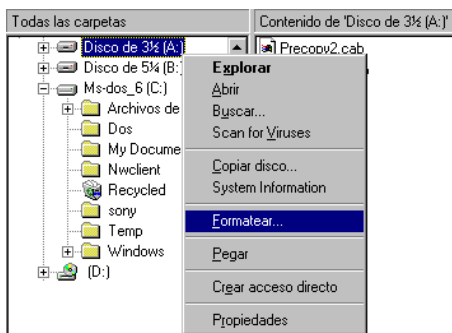 Todas las carpetas
Contenido de 'Disco de 3½ (A:)'
Disco de 3½ (A:)
Disco de 5¼ (B:)
Ms-dos_6 (C:)
Archivos de
Dos
My Docume
Nwclient
Recycled
sony
Temp
Windows
(D:)
Precopy2.cab
Explorar
Abrir
Buscar...
Scan for Viruses
Copiar disco...
System Information
Formatear...
Pegar
Crear acceso directo
Propiedades